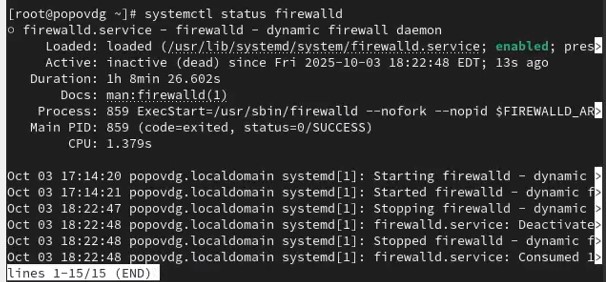 [root@popovdg ~]# systemctl status firewalld
○ firewalld.service - firewalld - dynamic firewall daemon
Loaded: loaded (/usr/lib/systemd/system/firewalld.service; enabled; pres>
Active: inactive (dead) since Fri 2025-10-03 18:22:48 EDT; 13s ago
Duration: 1h 8min 26.602s
Docs: man:firewalld(1)
Process: 859 ExecStart=/usr/sbin/firewalld --nofork --nopid $FIREWALLD_AR>
Main PID: 859 (code=exited, status=0/SUCCESS)
CPU: 1.379s
Oct 03 17:14:20 popovdg.localdomain systemd[1]: Starting firewalld - dynamic >
Oct 03 17:14:21 popovdg.localdomain systemd[1]: Started firewalld - dynamic f>
Oct 03 18:22:47 popovdg.localdomain systemd[1]: Stopping firewalld - dynamic >
Oct 03 18:22:48 popovdg.localdomain systemd[1]: firewalld.service: Deactivate>
Oct 03 18:22:48 popovdg.localdomain systemd[1]: Stopped firewalld - dynamic f>
Oct 03 18:22:48 popovdg.localdomain systemd[1]: firewalld.service: Consumed 1>
lines 1-15/15 (END)